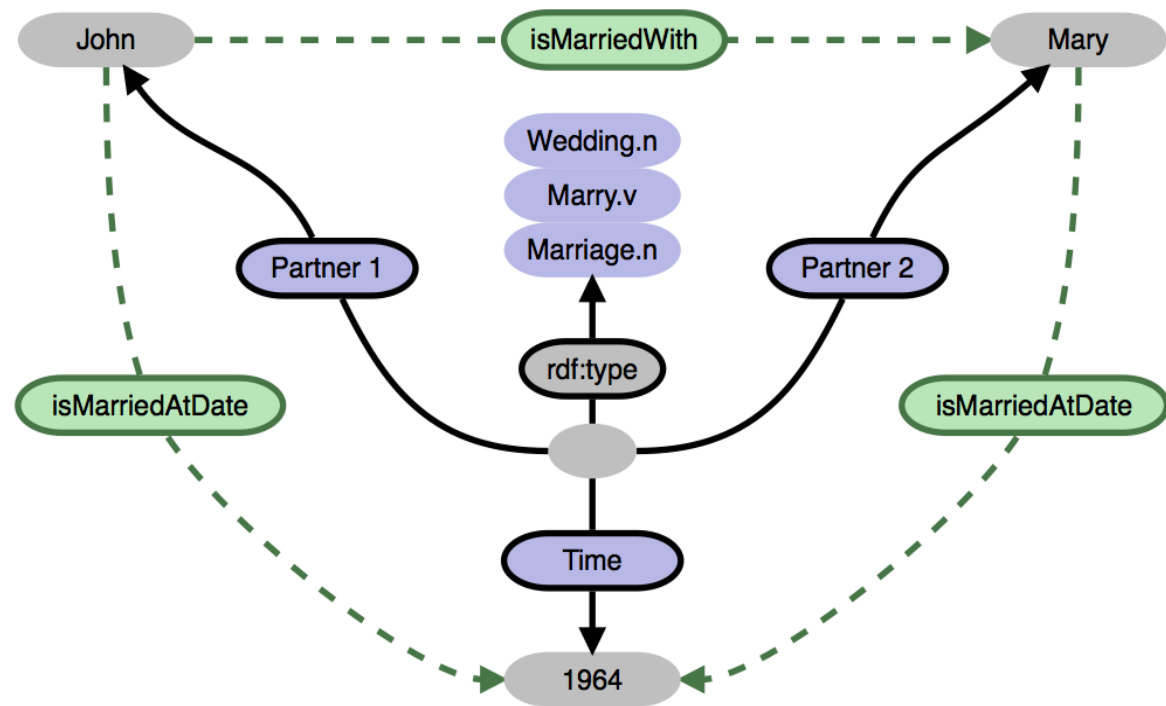 John
isMarriedWith
Mary
Wedding.n
Marry.v
Marriage.n
Partner 1
Partner 2
rdf:type
isMarriedAtDate
isMarriedAtDate
Time
1964